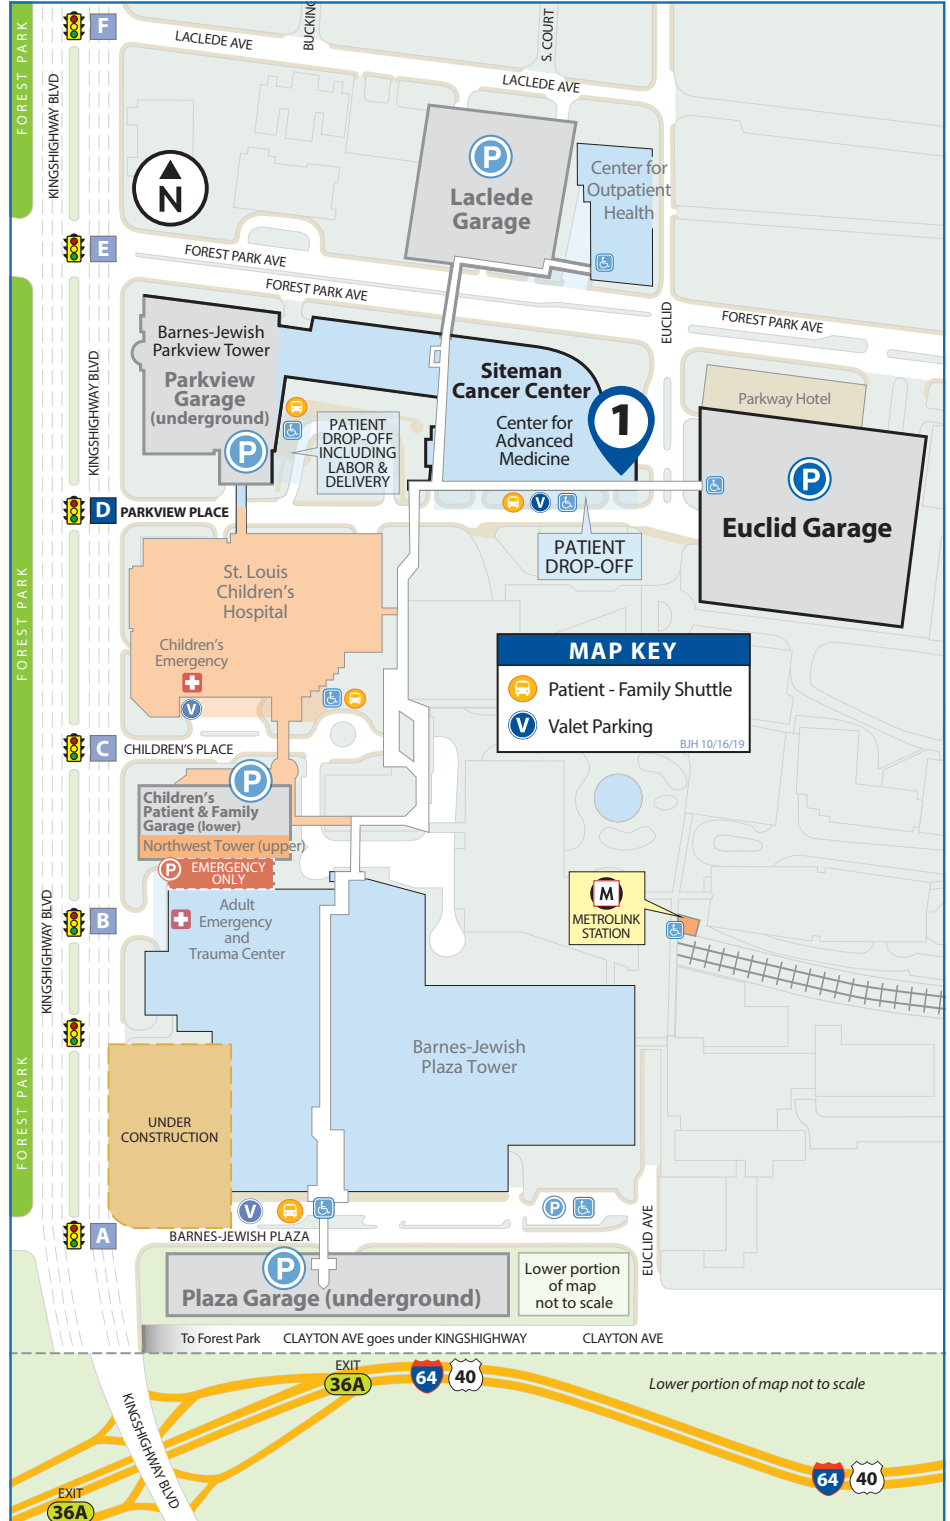 F
FOREST PARK
KINGSHIGHWAY BLVD
LACLEDE AVE
BUCKING
S. COURT
LACLEDE AVE
N
P
Laclede
Garage
Center for
Outpatient
Health
E
FOREST PARK AVE
FOREST PARK AVE
EUCLID
FOREST PARK AVE
KINGSHIGHWAY BLVD
Barnes-Jewish
Parkview Tower
Parkview
Garage
(underground)
P
PATIENT
DROP-OFF
INCLUDING
LABOR &
DELIVERY
Siteman
Cancer Center
Center for
Advanced
Medicine
1
Parkway Hotel
P
Euclid Garage
V
PATIENT
DROP-OFF
D
PARKVIEW PLACE
FOREST PARK
St. Louis
Children's
Hospital
Children's
Emergency
V
MAP KEY
Patient - Family Shuttle
V
Valet Parking
BJH 10/16/19
C
CHILDREN'S PLACE
P
Children's
Patient & Family
Garage (lower)
Northwest Tower (upper)
P
EMERGENCY
ONLY
B
KINGSHIGHWAY BLVD
Adult
Emergency
and
Trauma Center
M
METROLINK
STATION
Barnes-Jewish
Plaza Tower
FOREST PARK
UNDER
CONSTRUCTION
V
P
A
BARNES-JEWISH PLAZA
EUCLID AVE
P
Plaza Garage (underground)
Lower portion
of map
not to scale
To Forest Park
CLAYTON AVE goes under KINGSHIGHWAY
CLAYTON AVE
EXIT
36A
64
40
Lower portion of map not to scale
KINGSHIGHWAY BLVD
64
40
EXIT
36A